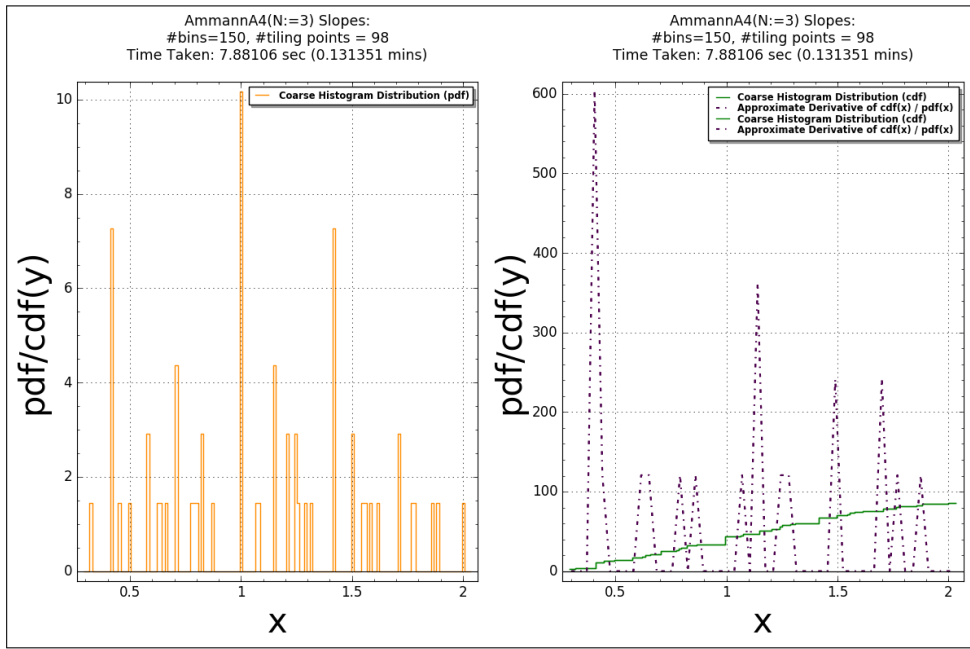 AmmannA4(N:=3) Slopes:
#bins=150, #tiling points = 98
Time Taken: 7.88106 sec (0.131351 mins)
Coarse Histogram Distribution (pdf)
10
8
6
4
2
0
0.5
1
1.5
2
pdf/cdf(y)
x
AmmannA4(N:=3) Slopes:
#bins=150, #tiling points = 98
Time Taken: 7.88106 sec (0.131351 mins)
Coarse Histogram Distribution (cdf)
Approximate Derivative of cdf(x) / pdf(x)
Coarse Histogram Distribution (cdf)
Approximate Derivative of cdf(x) / pdf(x)
600
500
400
300
200
100
0
0.5
1
1.5
2
pdf/cdf(y)
x